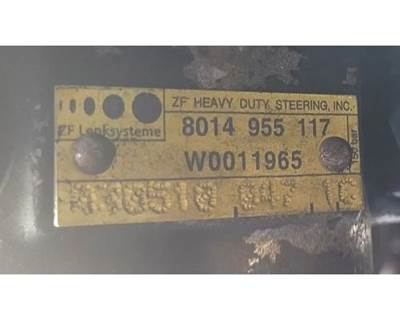 ZF HEAVY DUTY STEERING, INC.
ZF Lenksysteme
8014 955 117
150 bar
W0011965